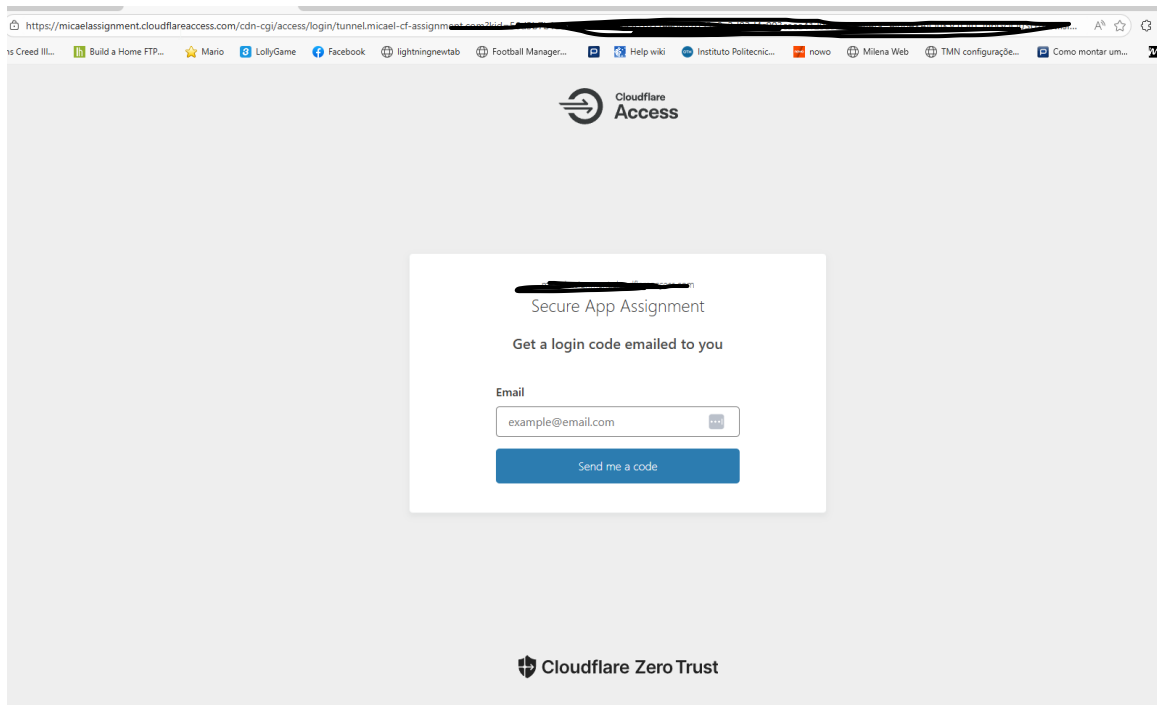 https://micaelassignment.cloudflareaccess.com/cdn-cgi/access/login/tunnel.micael-cf-assignment.com?kid=
ns Creed III... Build a Home FTP... Mario LollyGame Facebook lightningnewtab Football Manager... Help wiki Instituto Politecnic... nowo Milena Web TMN configuraçõe... Como montar um...
Cloudflare
Access
Secure App Assignment
Get a login code emailed to you
Email
example@email.com
Send me a code
Cloudflare Zero Trust